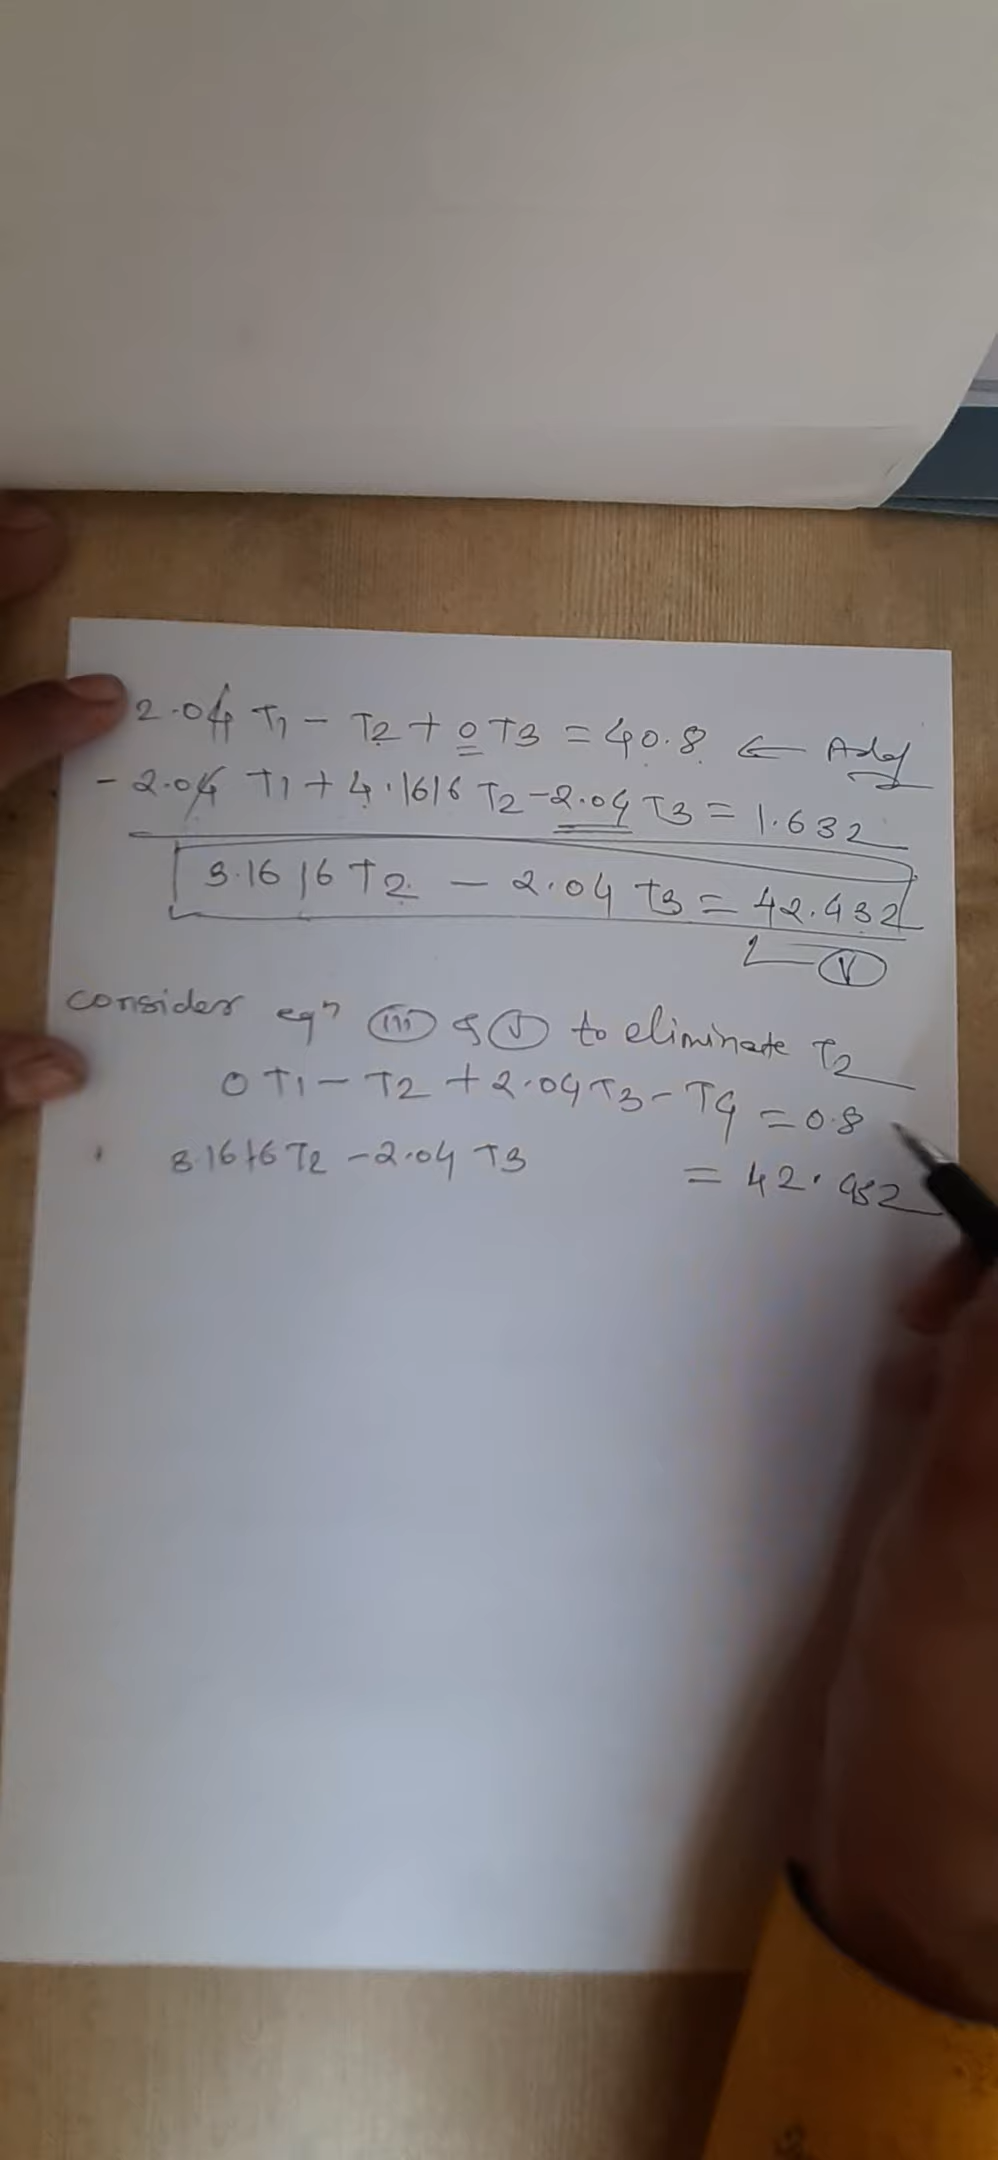 2.04 T1 - T2 + 0 T3 = 40.8 ← Add
- 2.04 T1 + 4.1616 T2 - 2.04 T3 = 1.632
3.1616 T2 - 2.04 T3 = 42.432
V
consider eqn (iii) & (V) to eliminate T2
0 T1 - T2 + 2.04 T3 - T4 = 0.8
3.1616 T2 - 2.04 T3 = 42.452